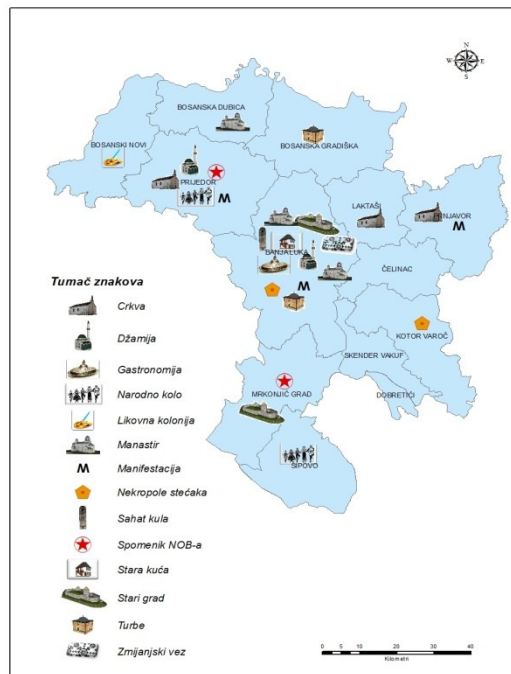 N
W
E
S
BOSANSKA DUBICA
BOSANSKI NOVI
BOSANSKA GRADIŠKA
PRIJEDOR
M
LAKTAŠI
PRNJAVOR
M
BANJA LUKA
ČELINAC
M
KOTOR VAROČ
SKENDER VAKUF
MRKONJIĆ GRAD
DOBRETIĆI
ŠIPOVO
Tumač znakova
Crkva
Džamija
Gastronomija
Narodno kolo
Likovna kolonija
Manastir
M Manifestacija
Nekropole stećaka
Sahat kula
Spomenik NOB-a
Stara kuća
Stari grad
Turbe
Zmijanjski vez
0 5 10 20 30 40
Kilometri